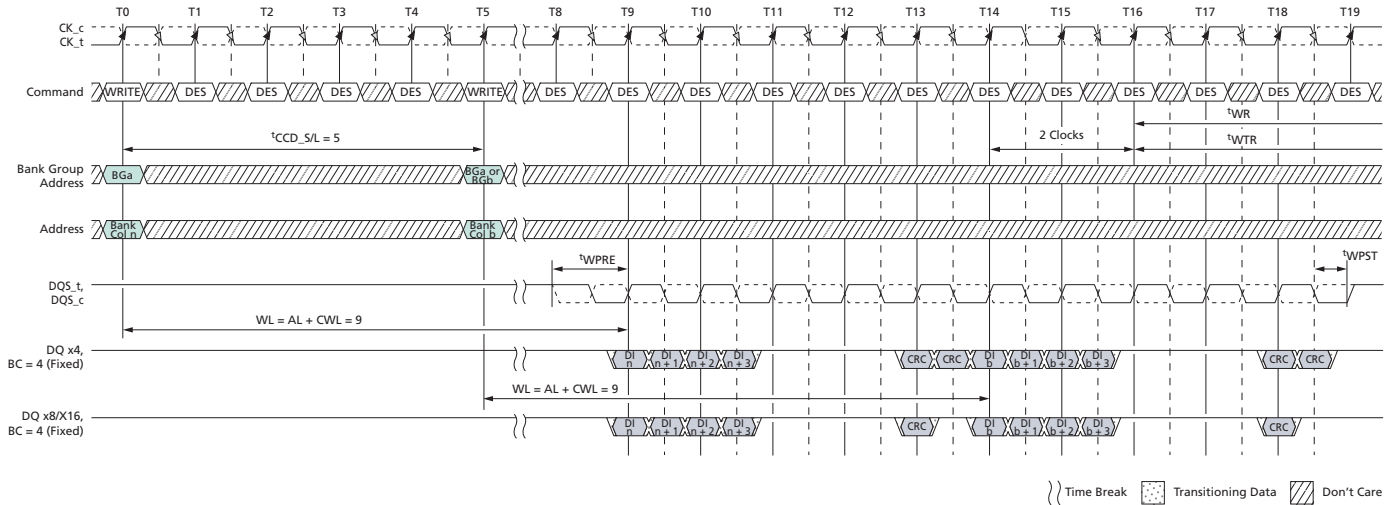 T0 T1 T2 T3 T4 T5 T8 T9 T10 T11 T12 T13 T14 T15 T16 T17 T18 T19
CK_c
CK_t
Command WRITE DES DES DES DES WRITE DES DES DES DES DES DES DES DES DES DES DES DES
tWR
tCCD_S/L = 5 2 Clocks tWTR
Bank Group
Address BGa BGa or
BGb
Address Bank
Col n Bank
Col b
tWPRE tWPST
DQS_t,
DQS_c
WL = AL + CWL = 9
DQ x4,
BC = 4 (Fixed)
DI
n DI
n + 1 DI
n + 2 DI
n + 3 CRC CRC DI
b DI
b + 1 DI
b + 2 DI
b + 3 CRC CRC
WL = AL + CWL = 9
DQ x8/X16,
BC = 4 (Fixed)
DI
n DI
n + 1 DI
n + 2 DI
n + 3 CRC DI
b DI
b + 1 DI
b + 2 DI
b + 3 CRC
Time Break Transitioning Data Don't Care